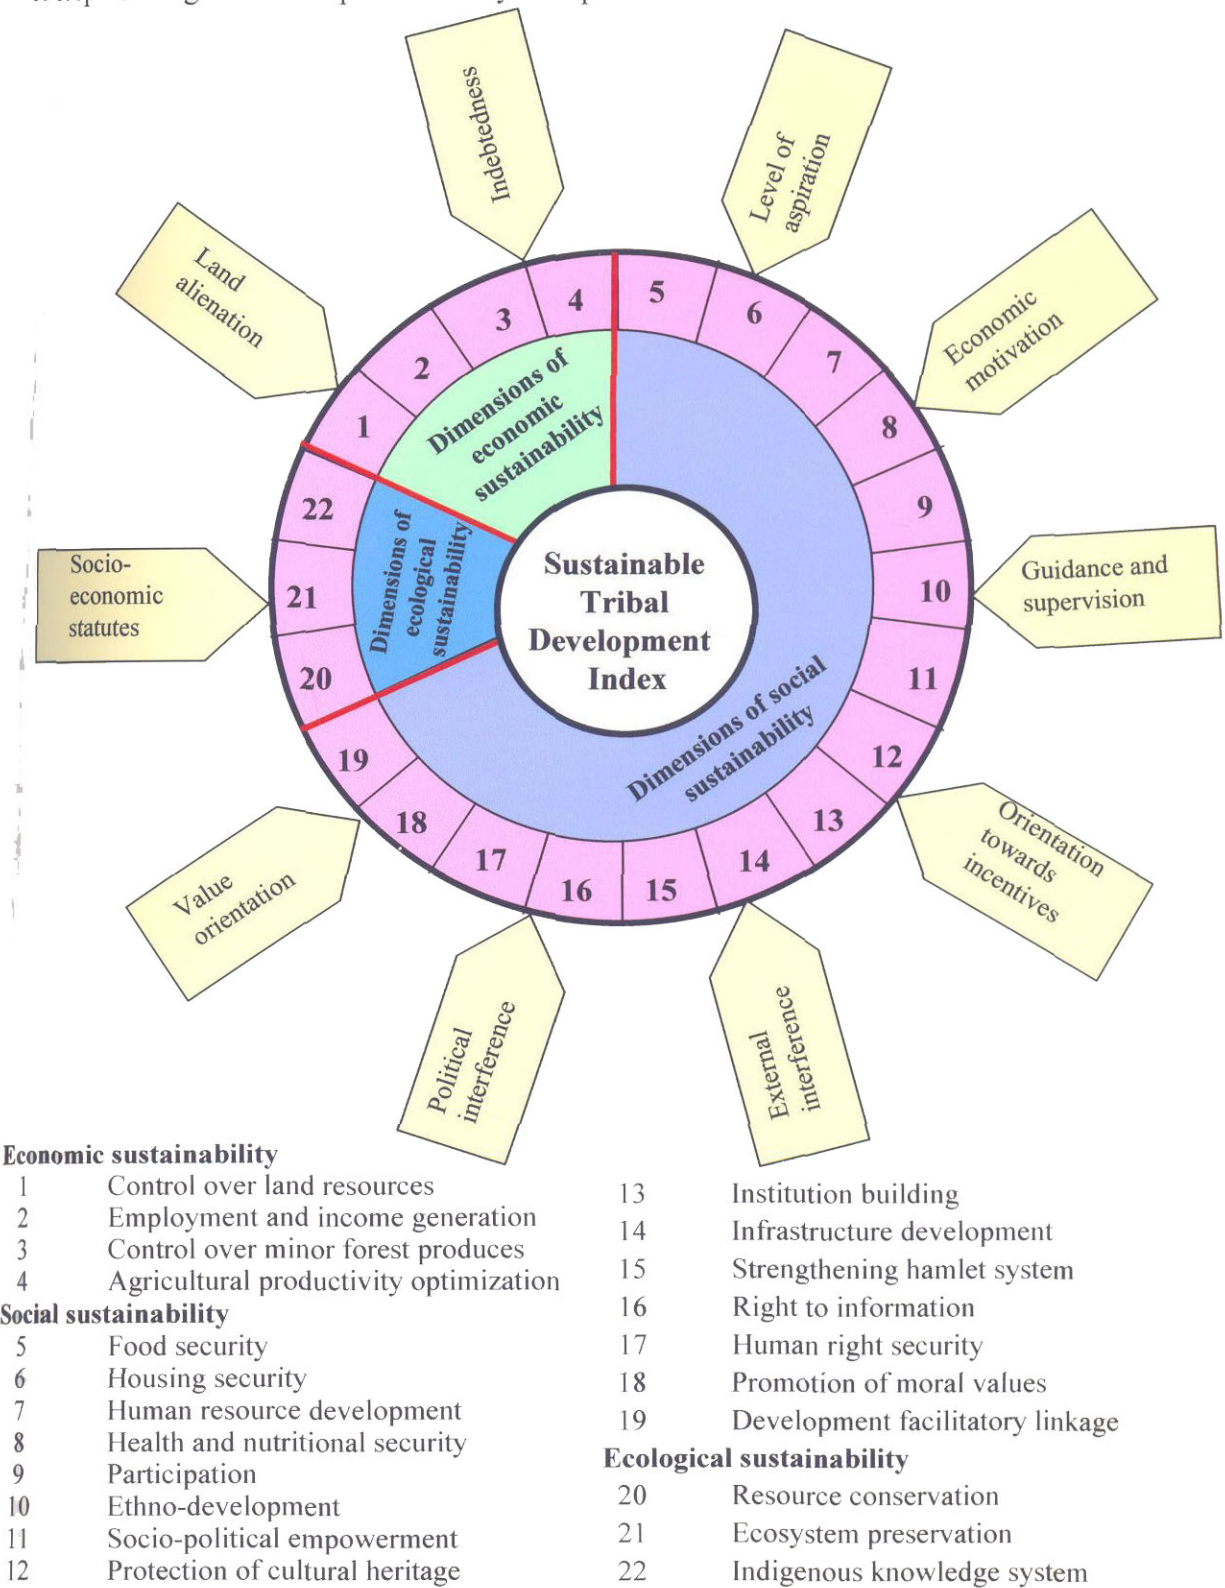 Indebtedness
Level of
aspiration
Land
alienation
Economic
motivation
Socio-
economic
statutes
Guidance and
supervision
Value
orientation
Orientation
towards
incentives
Political
interference
External
interference
1
2
3
4
5
6
7
8
9
10
11
12
13
14
15
16
17
18
19
20
21
22
Dimensions of
economic
sustainability
Dimensions of
ecological
sustainability
Dimensions of social
sustainability
Sustainable
Tribal
Development
Index
Economic sustainability
1 Control over land resources
2 Employment and income generation
3 Control over minor forest produces
4 Agricultural productivity optimization
Social sustainability
5 Food security
6 Housing security
7 Human resource development
8 Health and nutritional security
9 Participation
10 Ethno-development
11 Socio-political empowerment
12 Protection of cultural heritage
13 Institution building
14 Infrastructure development
15 Strengthening hamlet system
16 Right to information
17 Human right security
18 Promotion of moral values
19 Development facilitatory linkage
Ecological sustainability
20 Resource conservation
21 Ecosystem preservation
22 Indigenous knowledge system